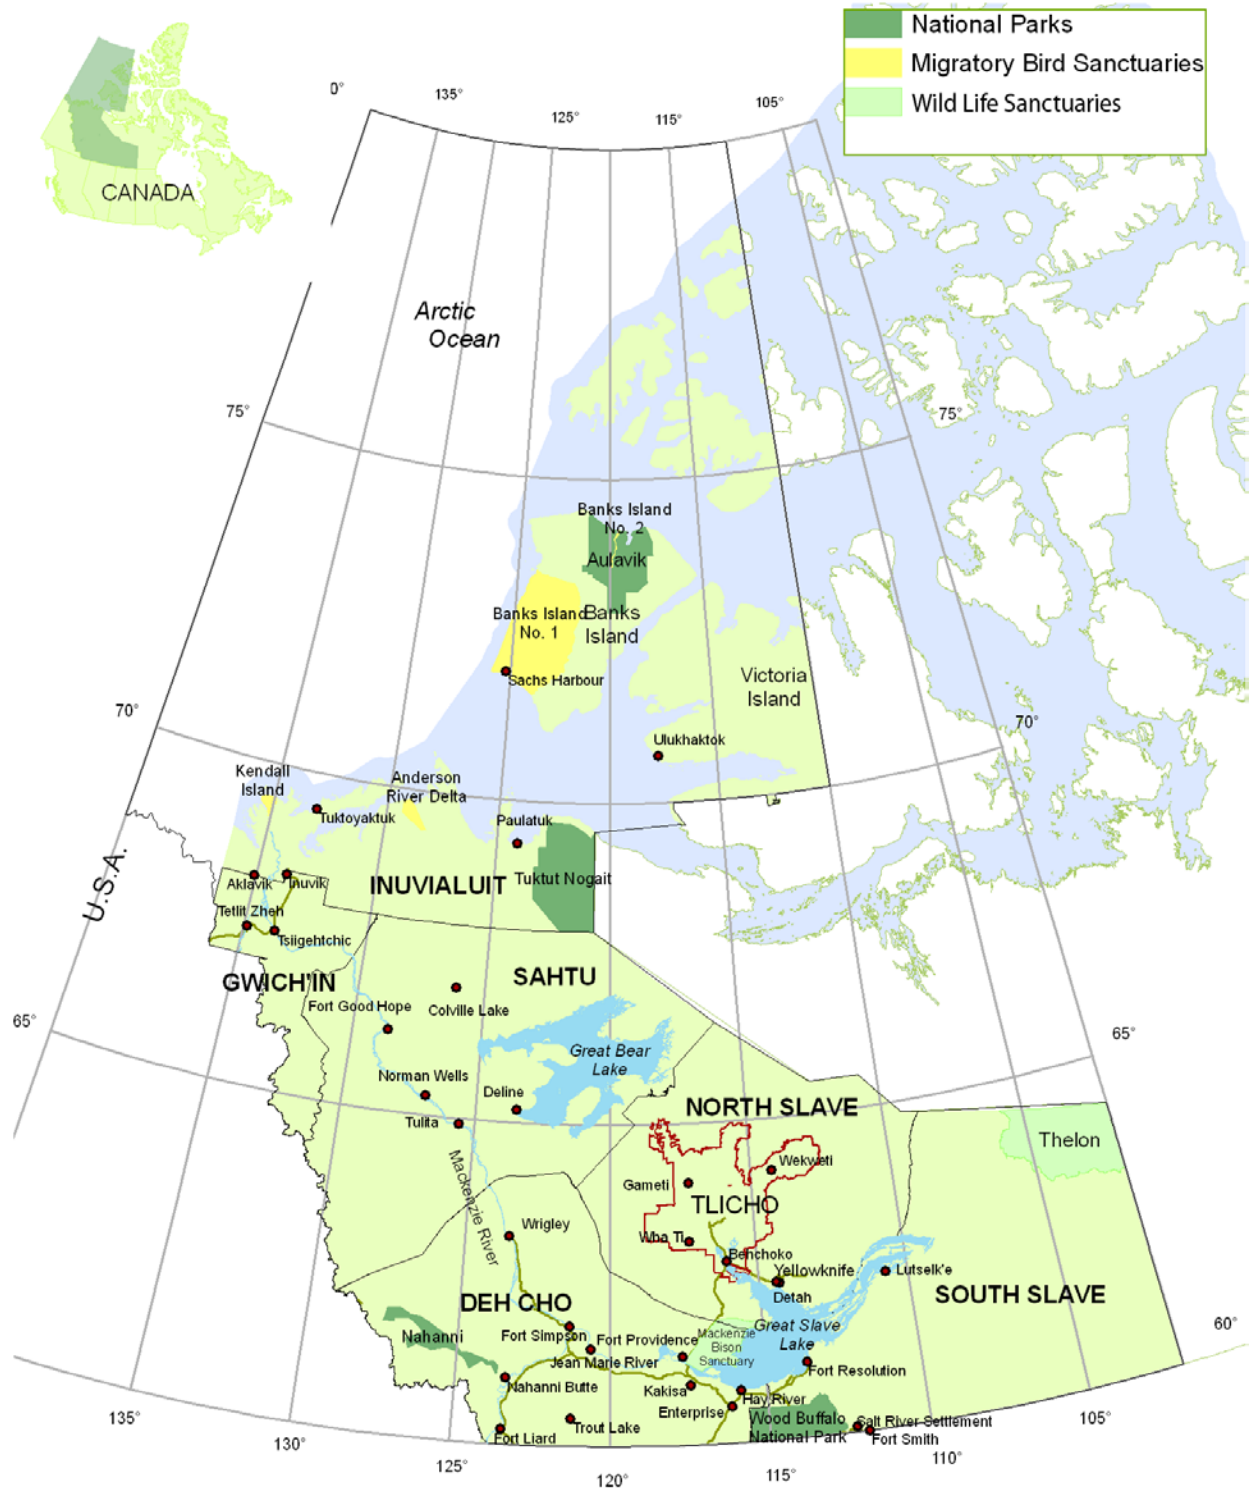 National Parks
Migratory Bird Sanctuaries
Wild Life Sanctuaries
CANADA
0°
135°
125°
115°
105°
Arctic
Ocean
75°
75°
Banks Island
No. 2
Aulavik
Banks Island
No. 1
Banks
Island
Sachs Harbour
Victoria
Island
70°
70°
Ulukhaktok
Kendall
Island
Anderson
River Delta
Tuktoyaktuk
Paulatuk
U.S.A.
Aklavik
Inuvik
INUVIALUIT
Tuktut Nogait
Tetlit Zheh
Tsiigehtchic
GWICH'IN
SAHTU
Fort Good Hope
Colville Lake
65°
65°
Great Bear
Lake
Norman Wells
Deline
Tulita
NORTH SLAVE
Thelon
Mackenzie River
Wekweti
Gameti
TLICHO
Wrigley
Wha Ti
Benchoko
Yellowknife
Detah
Lutselk'e
DEH CHO
SOUTH SLAVE
Nahanni
Fort Simpson
Fort Providence
Mackenzie
Bison
Sanctuary
Great Slave
Lake
60°
Jean Marie River
Fort Resolution
Nahanni Butte
Kakisa
Hay River
Enterprise
Trout Lake
Fort Liard
Wood Buffalo
National Park
Salt River Settlement
Fort Smith
135°
130°
125°
120°
115°
110°
105°